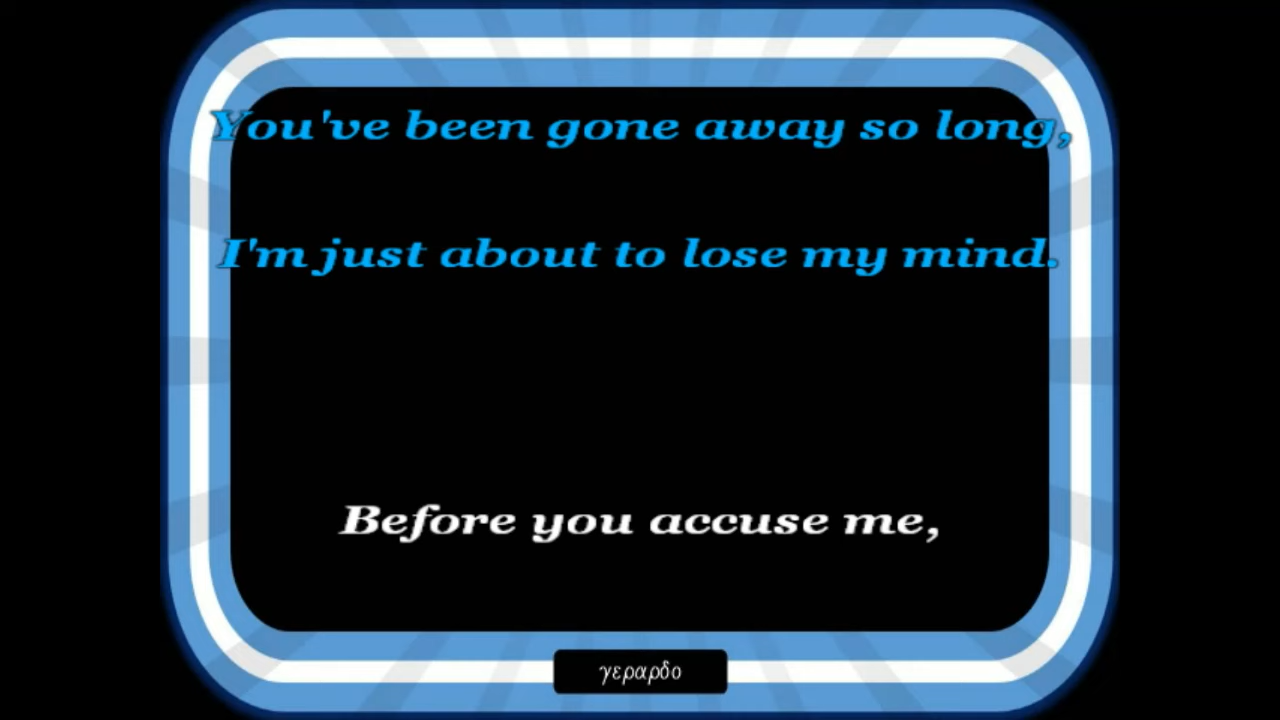 You've been gone away so long,
I'm just about to lose my mind.
Before you accuse me,
γεραρδο